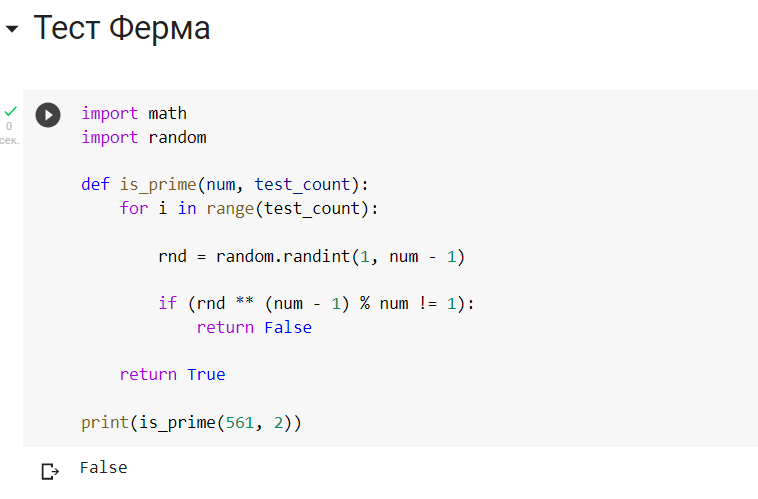 Тест Ферма
0
сек.
import math
import random
def is_prime(num, test_count):
    for i in range(test_count):
        rnd = random.randint(1, num - 1)
        if (rnd ** (num - 1) % num != 1):
            return False
    return True
print(is_prime(561, 2))
False